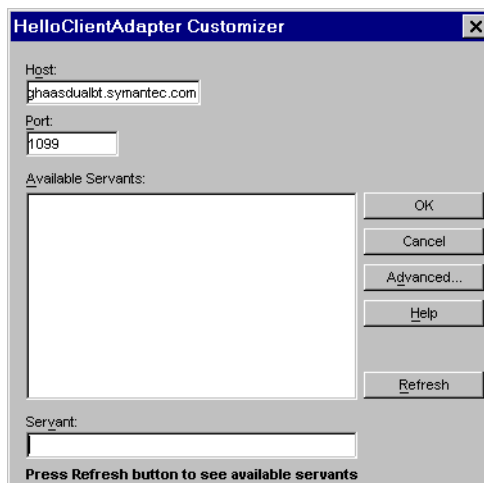 HelloClientAdapter Customizer
Host:
ghaasdualbt.symantec.com
Port:
1099
Available Servants:
OK
Cancel
Advanced...
Help
Refresh
Servant:
Press Refresh button to see available servants